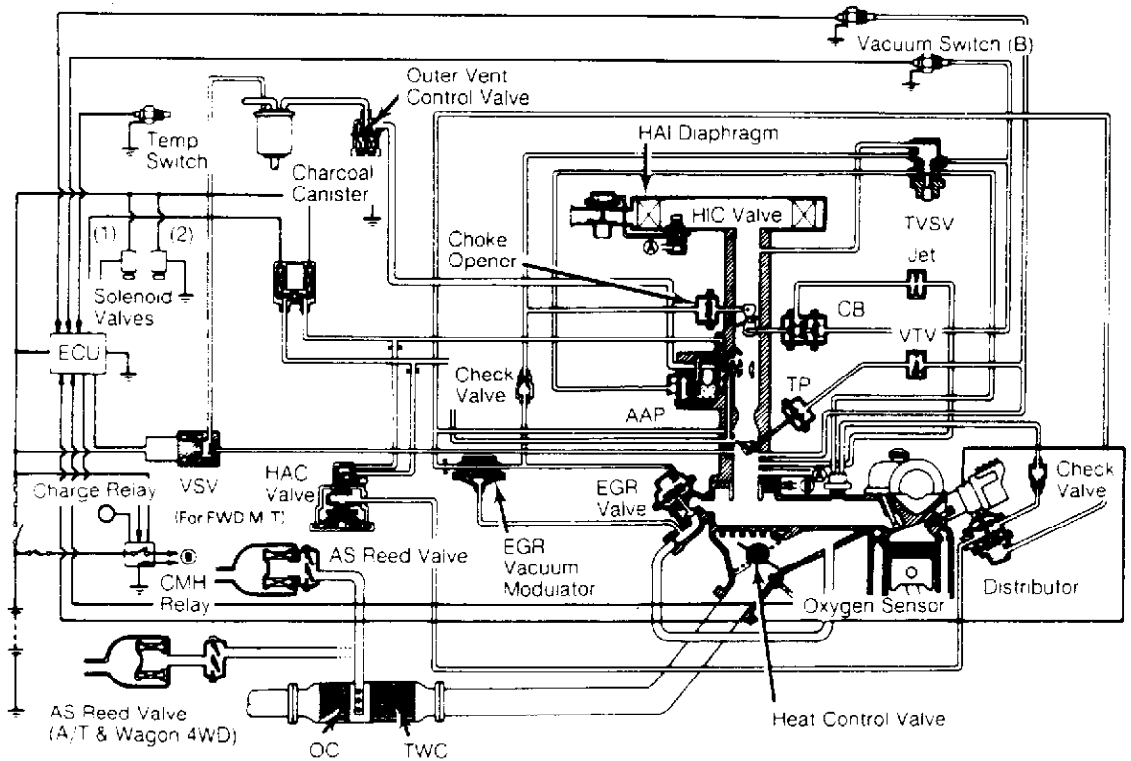 Vacuum Switch (B)
Outer Vent
Control Valve
Temp
Switch
HAI Diaphragm
Charcoal
Canister
HIC Valve
TVSV
(1)
(2)
Choke
Opener
Jet
Solenoid
Valves
CB
ECU
VTV
Check
Valve
TP
AAP
VSV
HAC
Valve
Charge Relay
(For FWD M T)
EGR
Valve
A
A
Check
Valve
AS Reed Valve
EGR
Vacuum
Modulator
CMH
Relay
Distributor
Oxygen Sensor
AS Reed Valve
(A/T & Wagon 4WD)
OC
TWC
Heat Control Valve